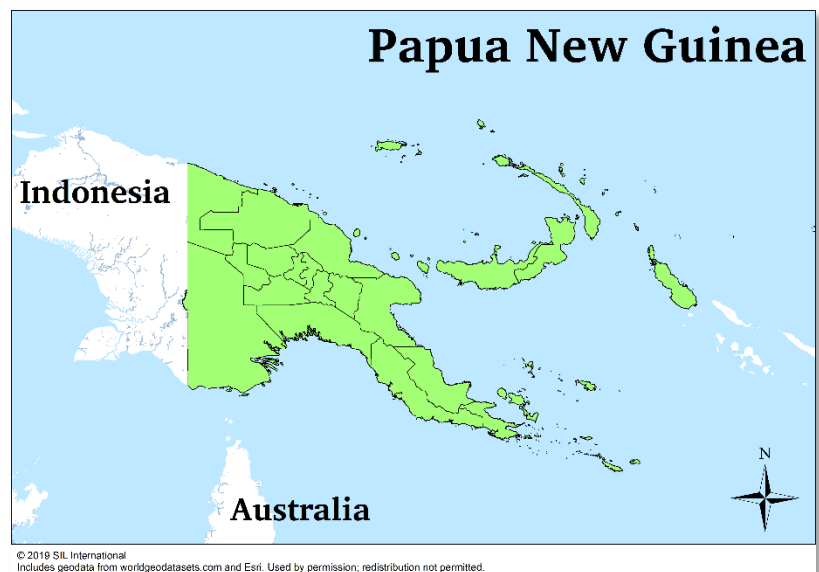 Papua New Guinea
Indonesia
N
Australia
© 2019 SIL International
Includes geodata from worldgeodatasets.com and Esri. Used by permission; redistribution not permitted.